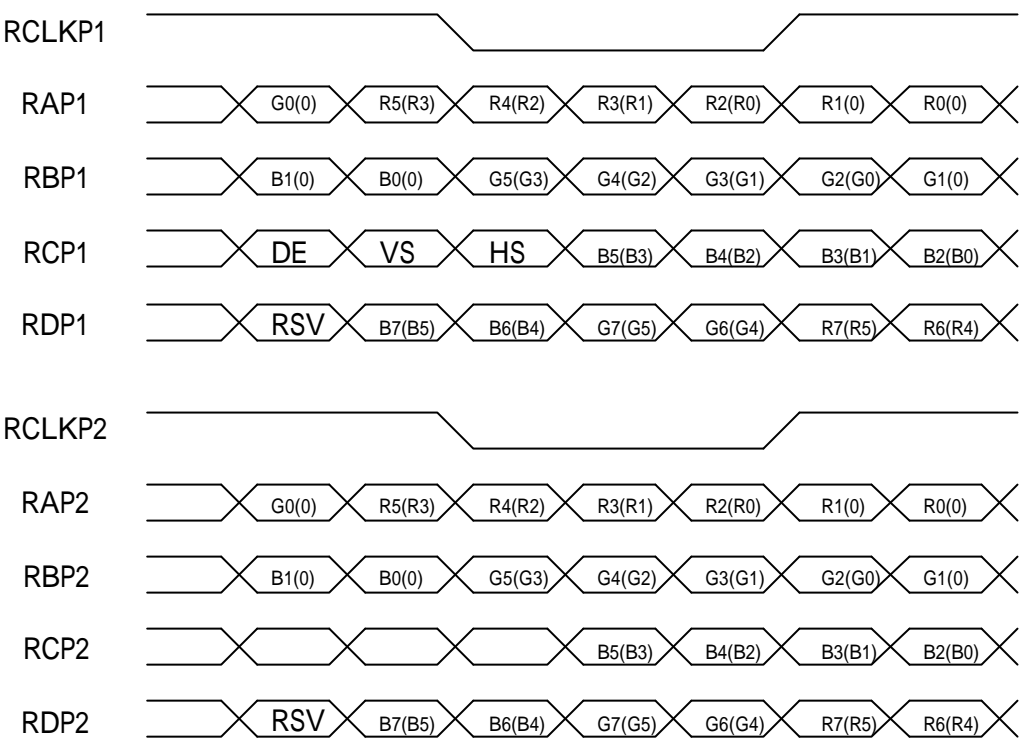 RCLKP1
RAP1 G0(0) R5(R3) R4(R2) R3(R1) R2(R0) R1(0) R0(0)
RBP1 B1(0) B0(0) G5(G3) G4(G2) G3(G1) G2(G0) G1(0)
RCP1 DE VS HS B5(B3) B4(B2) B3(B1) B2(B0)
RDP1 RSV B7(B5) B6(B4) G7(G5) G6(G4) R7(R5) R6(R4)
RCLKP2
RAP2 G0(0) R5(R3) R4(R2) R3(R1) R2(R0) R1(0) R0(0)
RBP2 B1(0) B0(0) G5(G3) G4(G2) G3(G1) G2(G0) G1(0)
RCP2 B5(B3) B4(B2) B3(B1) B2(B0)
RDP2 RSV B7(B5) B6(B4) G7(G5) G6(G4) R7(R5) R6(R4)